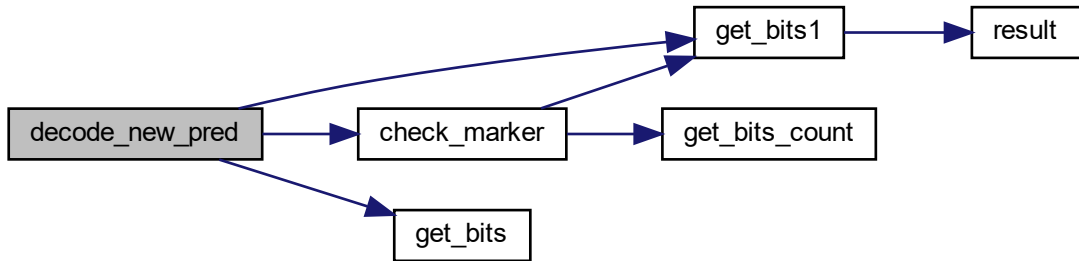 decode_new_pred
check_marker
get_bits
get_bits1
get_bits_count
result